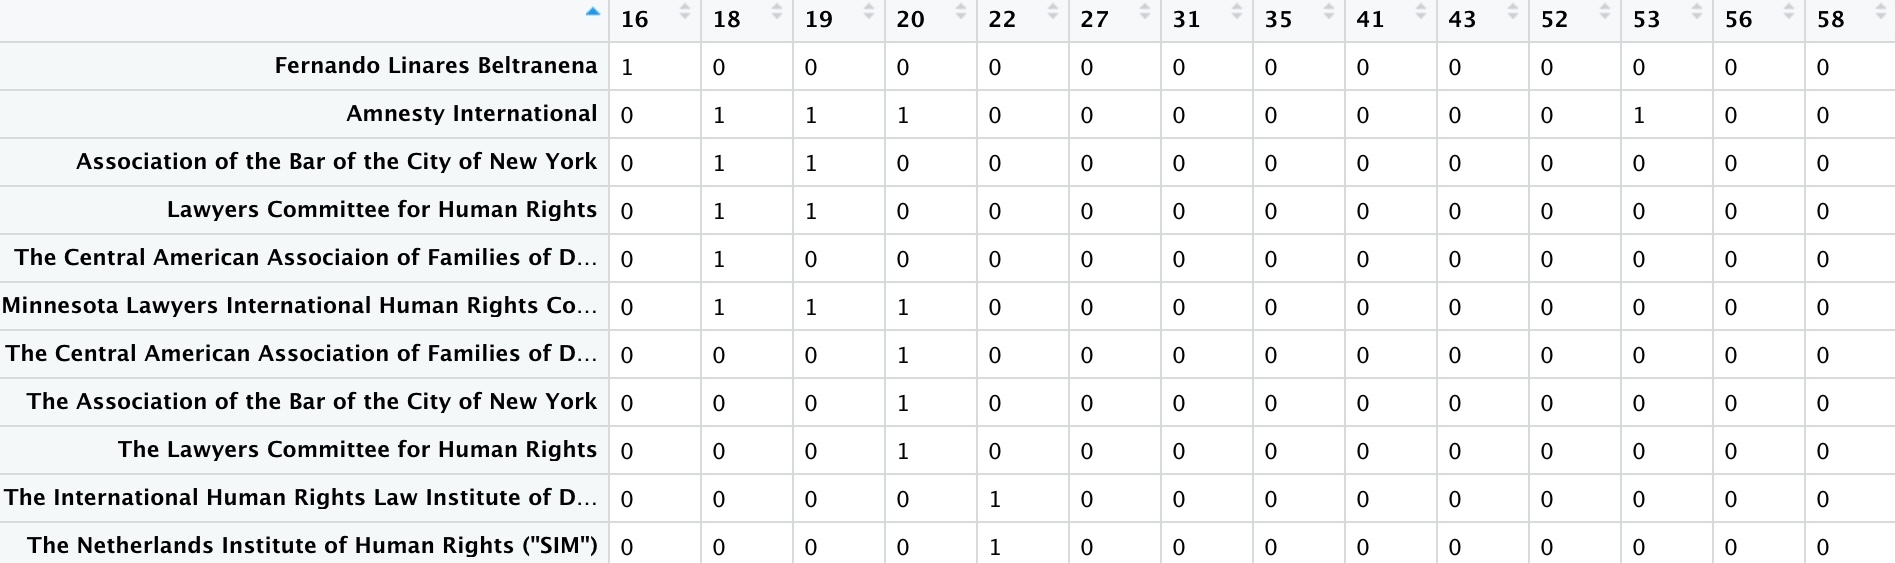 16 18 19 20 22 27 31 35 41 43 52 53 56 58
Fernando Linares Beltranena 1 0 0 0 0 0 0 0 0 0 0 0 0 0
Amnesty International 0 1 1 1 0 0 0 0 0 0 0 1 0 0
Association of the Bar of the City of New York 0 1 1 0 0 0 0 0 0 0 0 0 0 0
Lawyers Committee for Human Rights 0 1 1 0 0 0 0 0 0 0 0 0 0 0
The Central American Associaion of Families of D... 0 1 0 0 0 0 0 0 0 0 0 0 0 0
Minnesota Lawyers International Human Rights Co... 0 1 1 1 0 0 0 0 0 0 0 0 0 0
The Central American Association of Families of D... 0 0 0 1 0 0 0 0 0 0 0 0 0 0
The Association of the Bar of the City of New York 0 0 0 1 0 0 0 0 0 0 0 0 0 0
The Lawyers Committee for Human Rights 0 0 0 1 0 0 0 0 0 0 0 0 0 0
The International Human Rights Law Institute of D... 0 0 0 0 1 0 0 0 0 0 0 0 0 0
The Netherlands Institute of Human Rights ("SIM") 0 0 0 0 1 0 0 0 0 0 0 0 0 0